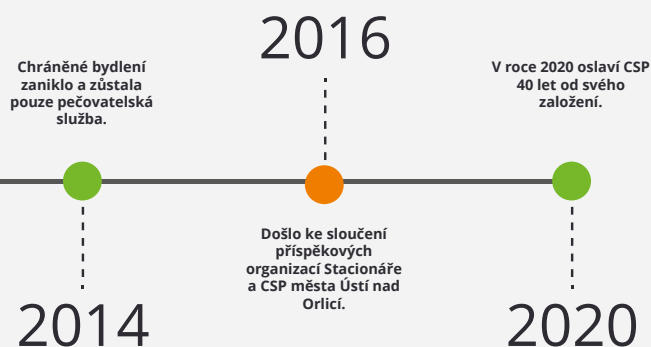 Chráněné bydlení
zaniklo a zůstala
pouze pečovatelská
služba.
2014
2016
Došlo ke sloučení
příspěkových
organizací Stacionáře
a CSP města Ústí nad
Orlicí.
V roce 2020 oslaví CSP
40 let od svého
založení.
2020